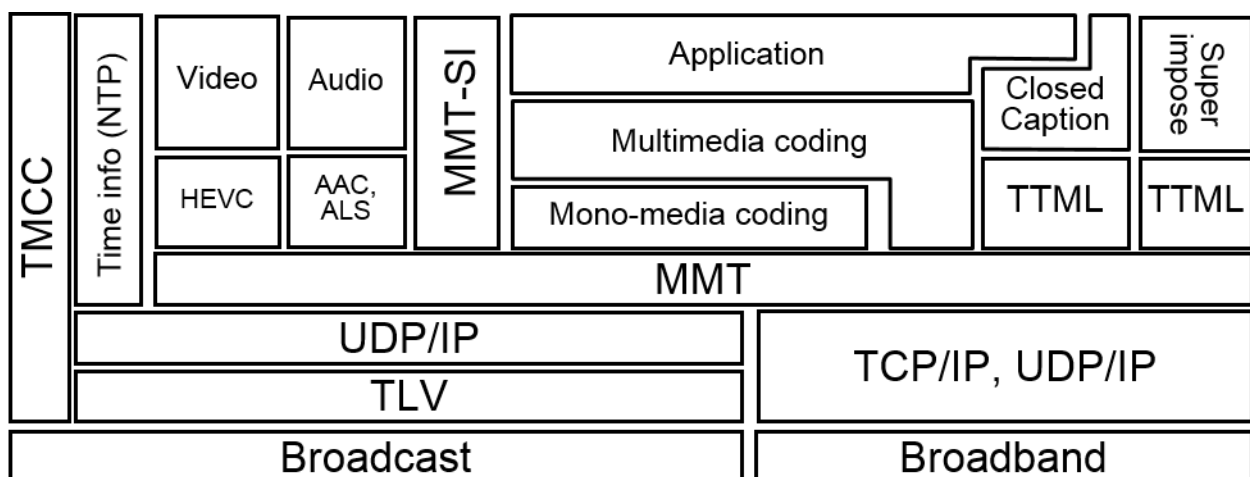 TMCC
Time info (NTP)
Video
Audio
MMT-SI
Application
Closed
Caption
Super
impose
Multimedia coding
HEVC
AAC,
ALS
Mono-media coding
TTML
TTML
MMT
UDP/IP
TCP/IP, UDP/IP
TLV
Broadcast
Broadband